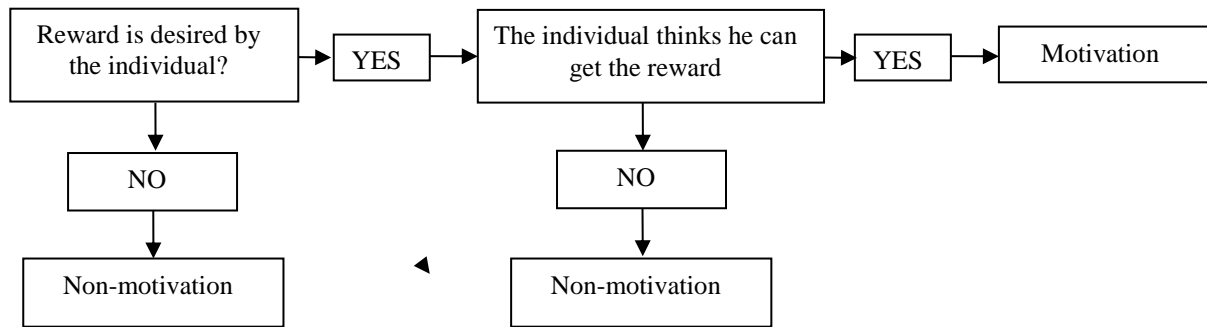 Reward is desired by
the individual?
YES
The individual thinks he can
get the reward
YES
Motivation
NO
NO
Non-motivation
Non-motivation